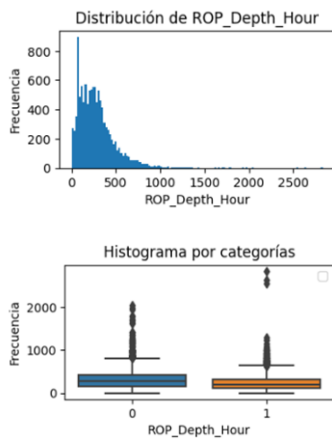 Distribución de ROP_Depth_Hour
800
600
400
200
0
Frecuencia
0 500 1000 1500 2000 2500
ROP_Depth_Hour
Histograma por categorías
2000
1000
0
Frecuencia
0 1
ROP_Depth_Hour